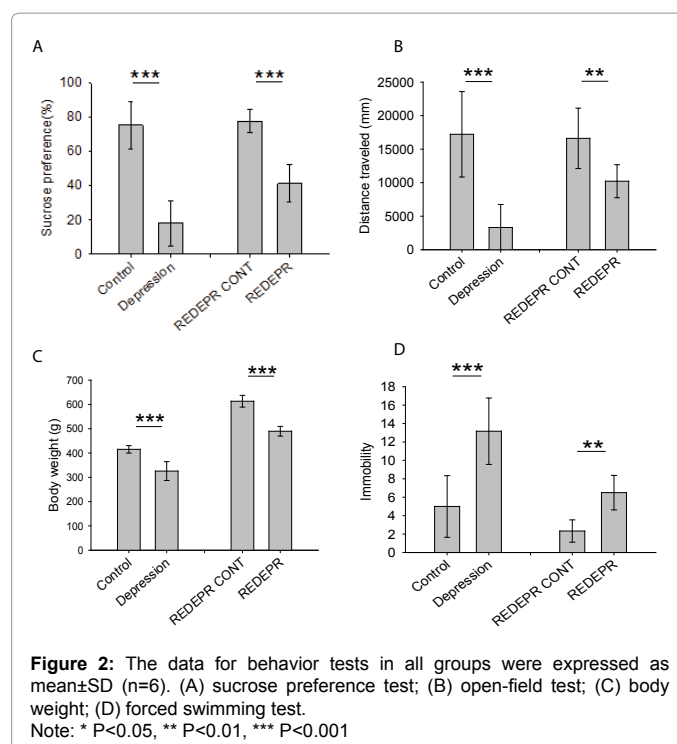 A
***
***
Sucrose preference(%)
100
80
60
40
20
0
Control
Depression
REDEPR CONT
REDEPR
B
***
**
Distance traveled (mm)
25000
20000
15000
10000
5000
0
Control
Depression
REDEPR CONT
REDEPR
C
***
***
Body weight (g)
700
600
500
400
300
200
100
0
Control
Depression
REDEPR CONT
REDEPR
D
***
**
Immobility
18
16
14
12
10
8
6
4
2
0
Control
Depression
REDEPR CONT
REDEPR
Figure 2: The data for behavior tests in all groups were expressed as
mean±SD (n=6). (A) sucrose preference test; (B) open-field test; (C) body
weight; (D) forced swimming test.
Note: * P<0.05, ** P<0.01, *** P<0.001